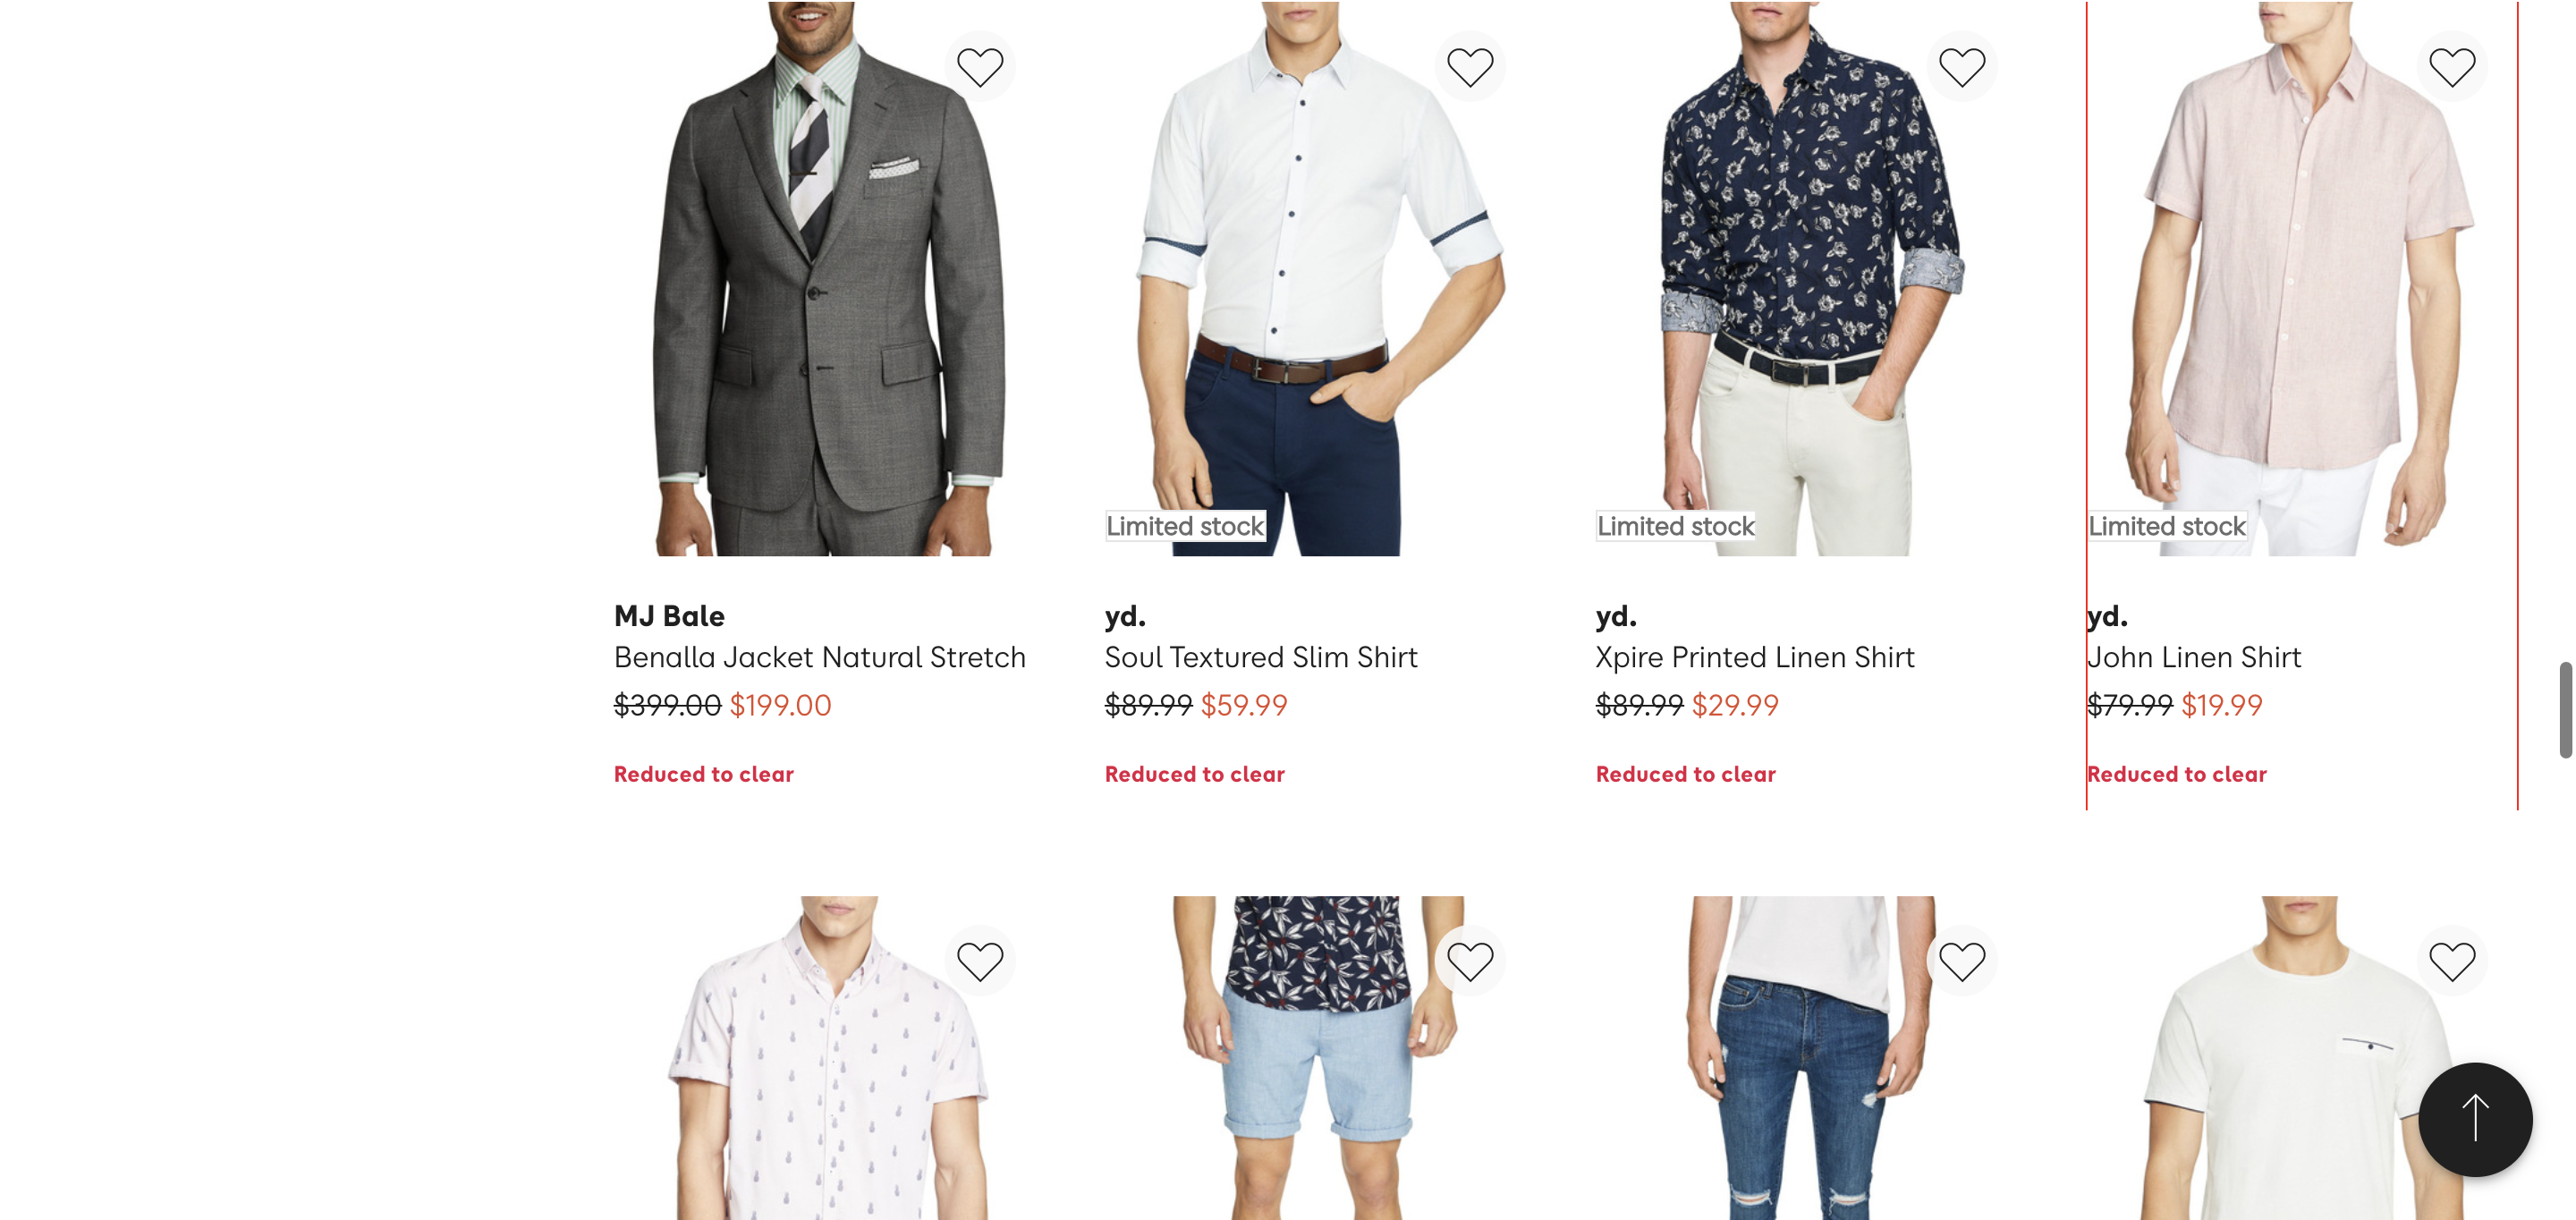 Limited stock
Limited stock
Limited stock
MJ Bale
Benalla Jacket Natural Stretch
$399.00 $199.00
Reduced to clear
yd.
Soul Textured Slim Shirt
$89.99 $59.99
Reduced to clear
yd.
Xpire Printed Linen Shirt
$89.99 $29.99
Reduced to clear
yd.
John Linen Shirt
$79.99 $19.99
Reduced to clear